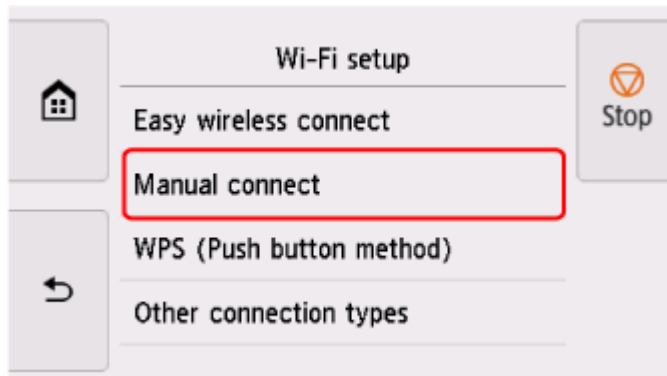 Wi-Fi setup
Easy wireless connect
Stop
Manual connect
WPS (Push button method)
Other connection types